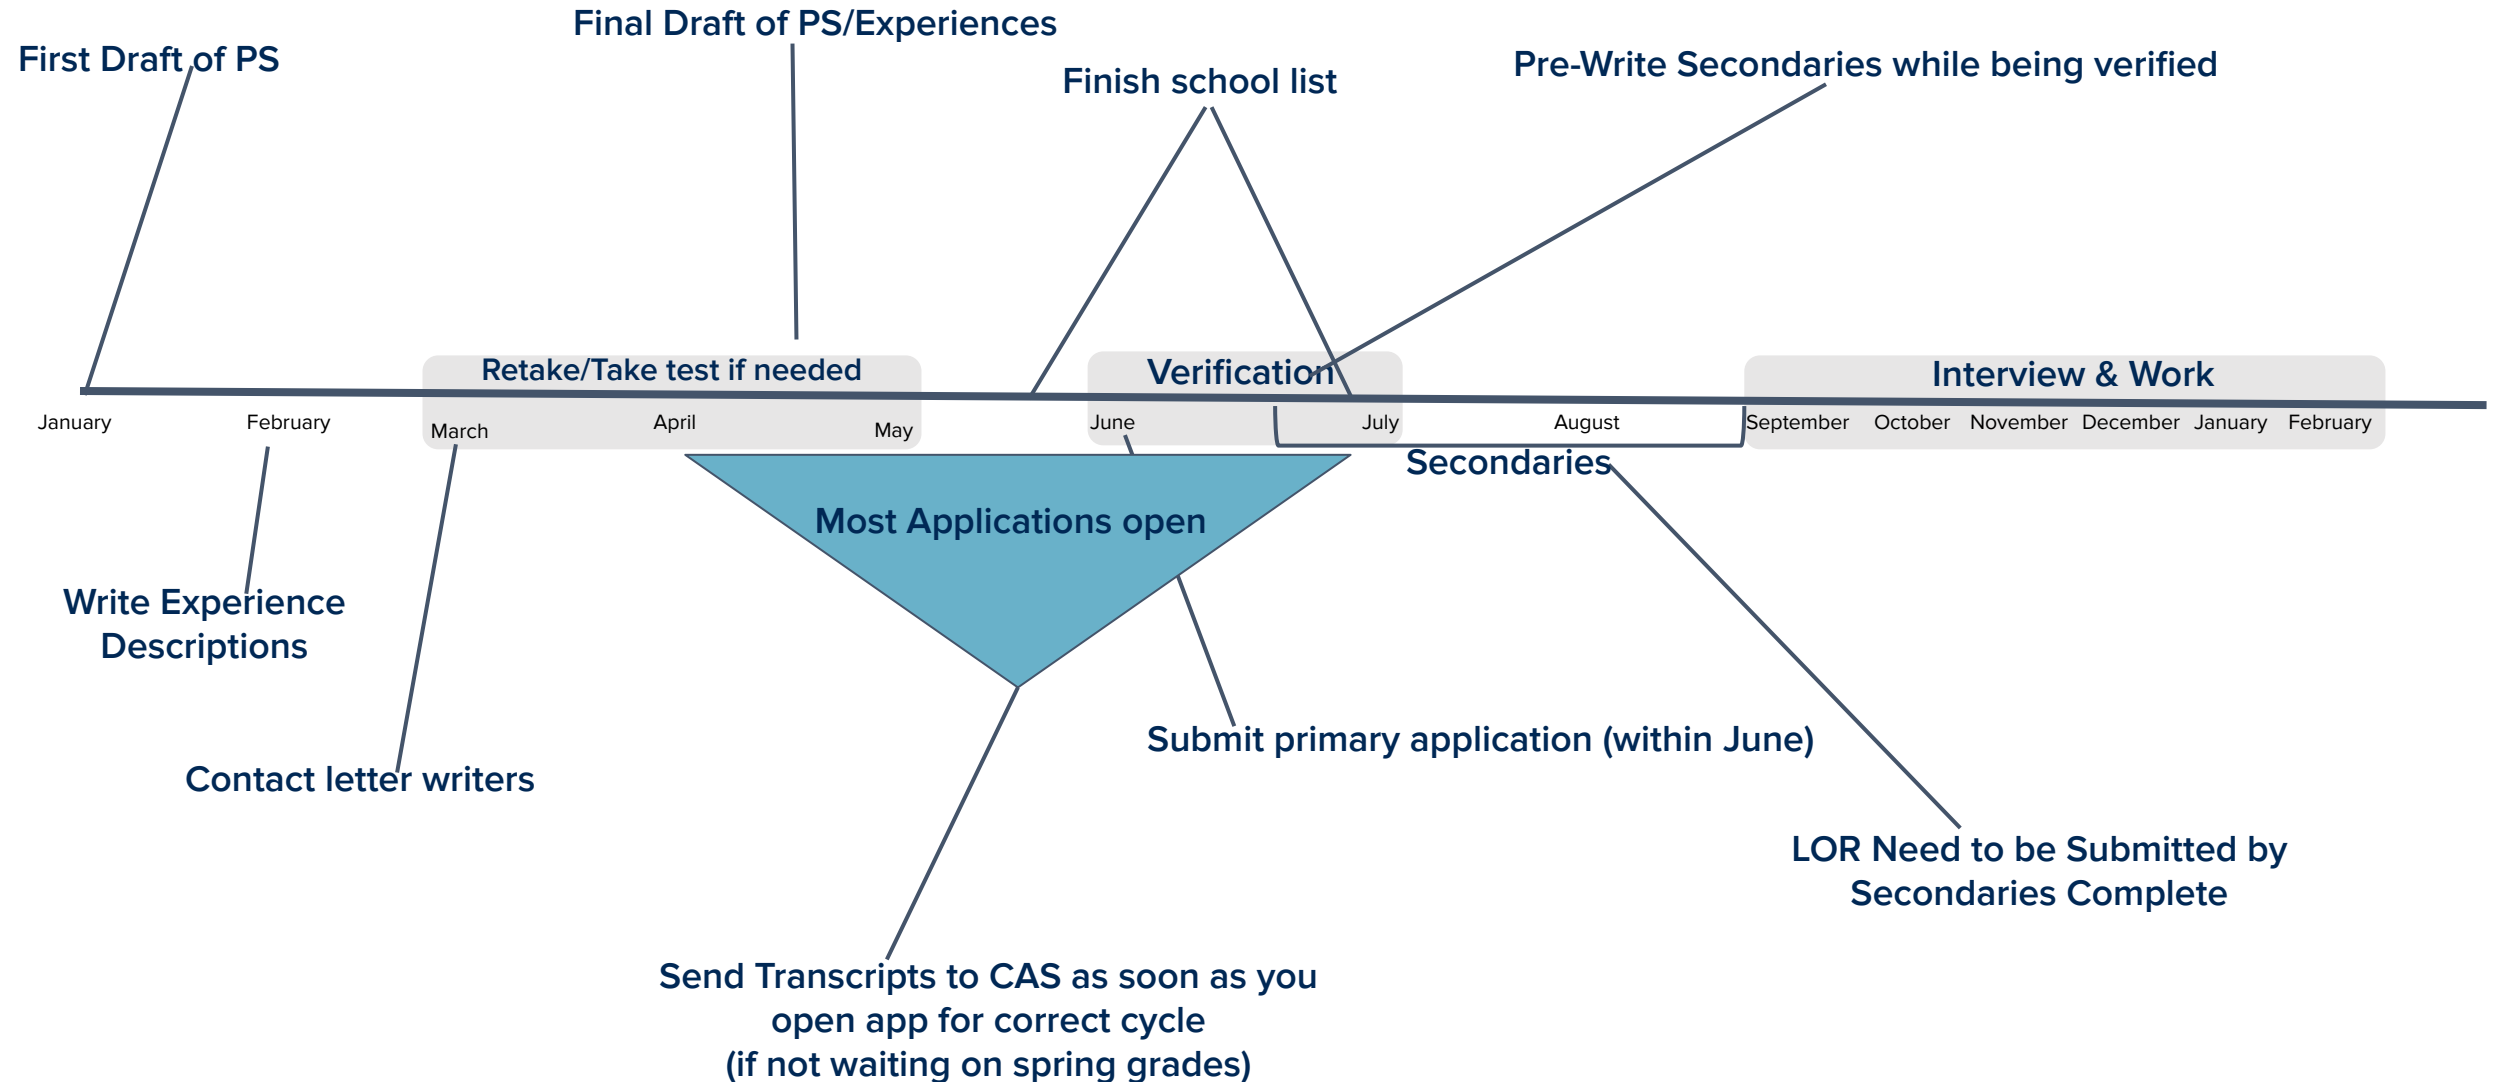 Final Draft of PS/Experiences
First Draft of PS
Finish school list
Pre-Write Secondaries while being verified
Retake/Take test if needed
Verification
Interview & Work
January
February
March
April
May
June
July
August
September
October
November
December
January
February
Secondaries
Most Applications open
Write Experience
Descriptions
Submit primary application (within June)
Contact letter writers
LOR Need to be Submitted by
Secondaries Complete
Send Transcripts to CAS as soon as you
open app for correct cycle
(if not waiting on spring grades)